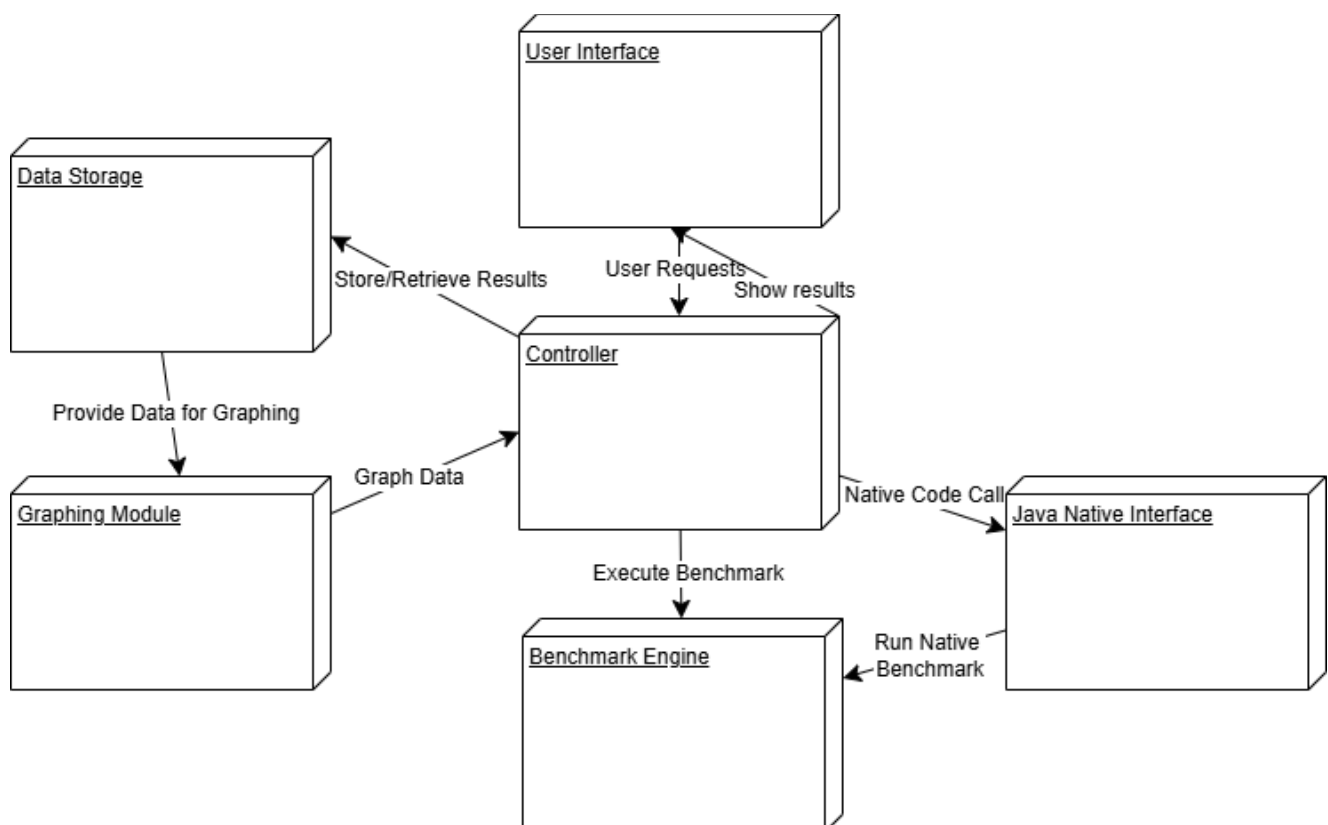 User Interface
Data Storage
User Requests
Store/Retrieve Results
Show results
Controller
Provide Data for Graphing
Graph Data
Native Code Call
Graphing Module
Java Native Interface
Execute Benchmark
Run Native
Benchmark
Benchmark Engine